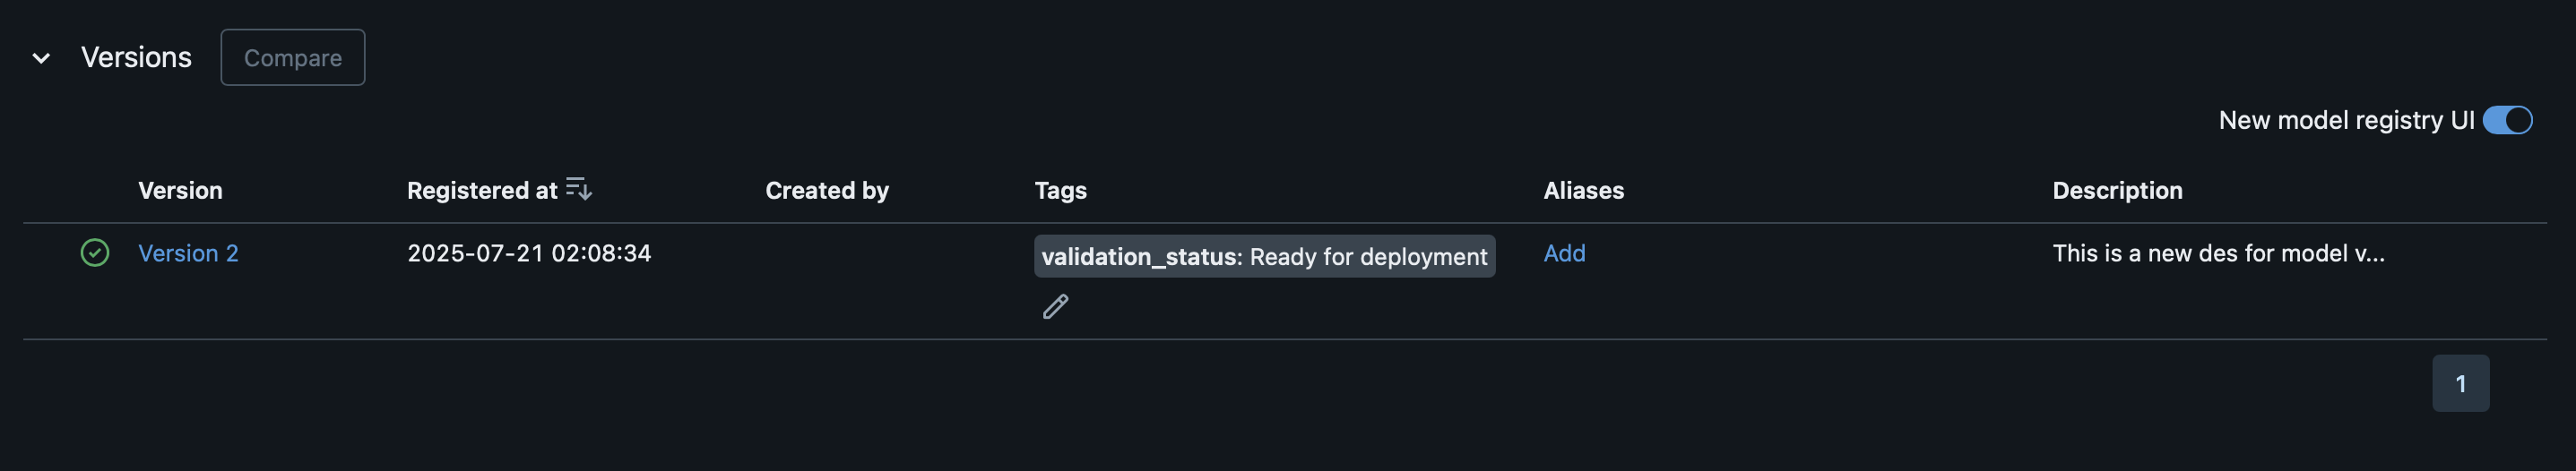 Versions Compare
New model registry UI
Version Registered at Created by Tags Aliases Description
Version 2 2025-07-21 02:08:34 validation_status: Ready for deployment Add This is a new des for model v...
1